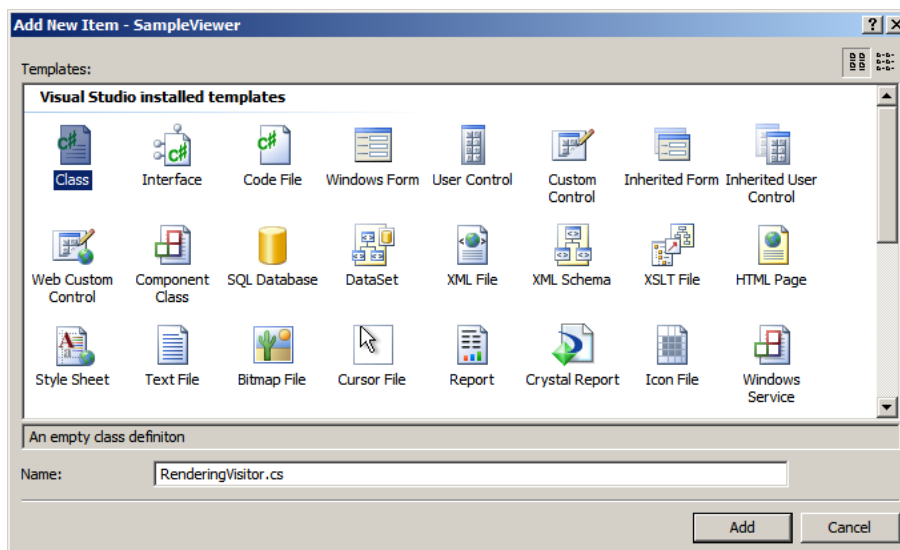 Add New Item - SampleViewer
Templates:
Visual Studio installed templates
Class Interface Code File Windows Form User Control Custom Control Inherited Form Inherited User Control
Web Custom Control Component Class SQL Database DataSet XML File XML Schema XSLT File HTML Page
Style Sheet Text File Bitmap File Cursor File Report Crystal Report Icon File Windows Service
An empty class definiton
Name: RenderingVisitor.cs
Add Cancel